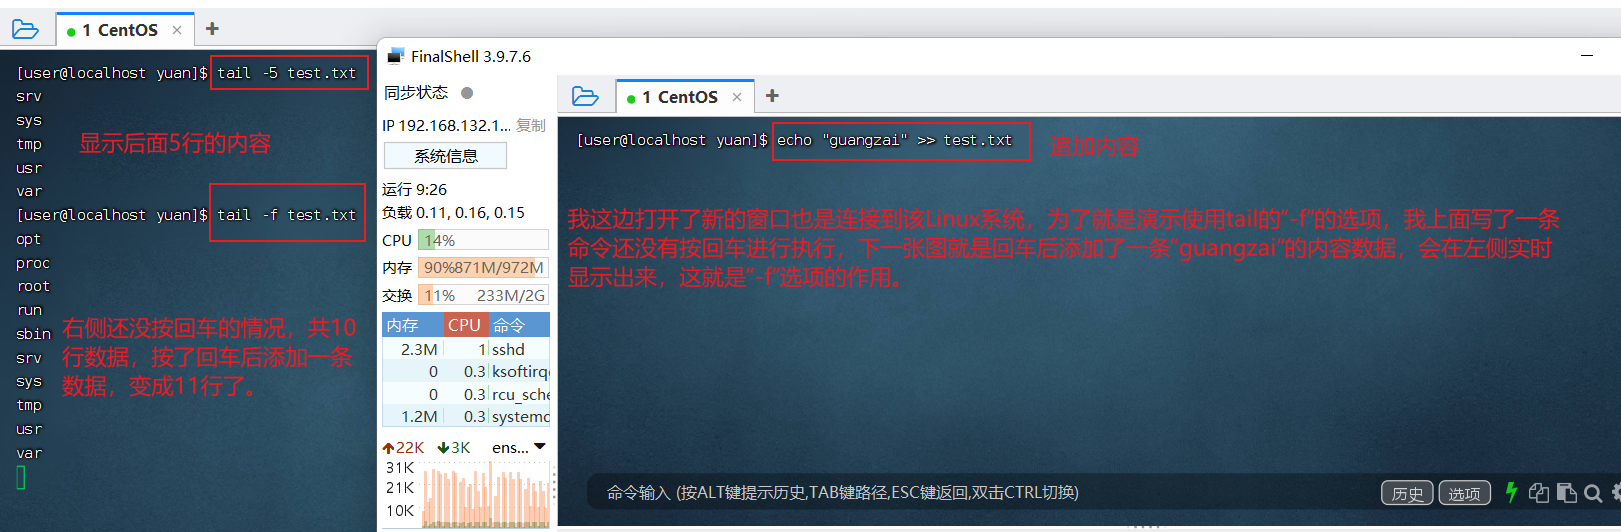 1 CentOS × +
[user@localhost yuan]$ tail -5 test.txt
srv
sys
tmp
usr
var
显示后面5行的内容
[user@localhost yuan]$ tail -f test.txt
opt
proc
root
run
sbin
srv
sys
tmp
usr
var
右侧还没按回车的情况，共10
行数据，按了回车后添加一条
数据，变成11行了。
FinalShell 3.9.7.6
同步状态
IP 192.168.132.1... 复制
系统信息
运行 9:26
负载 0.11, 0.16, 0.15
CPU 14%
内存 90% 871M/972M
交换 11% 233M/2G
内存 CPU 命令
2.3M 1 sshd
0 0.3 ksoftirq
0 0.3 rcu_sche
1.2M 0.3 systemd
22K 3K ens...
31K
21K
10K
1 CentOS × +
[user@localhost yuan]$ echo "guangzai" >> test.txt
追加内容
我这边打开了新的窗口也是连接到该Linux系统，为了就是演示使用tail的"-f"的选项，我上面写了一条
命令还没有按回车进行执行，下一张图就是回车后添加了一条"guangzai"的内容数据，会在左侧实时
显示出来，这就是"-f"选项的作用。
命令输入 (按ALT键提示历史,TAB键路径,ESC键返回,双击CTRL切换)
历史 选项